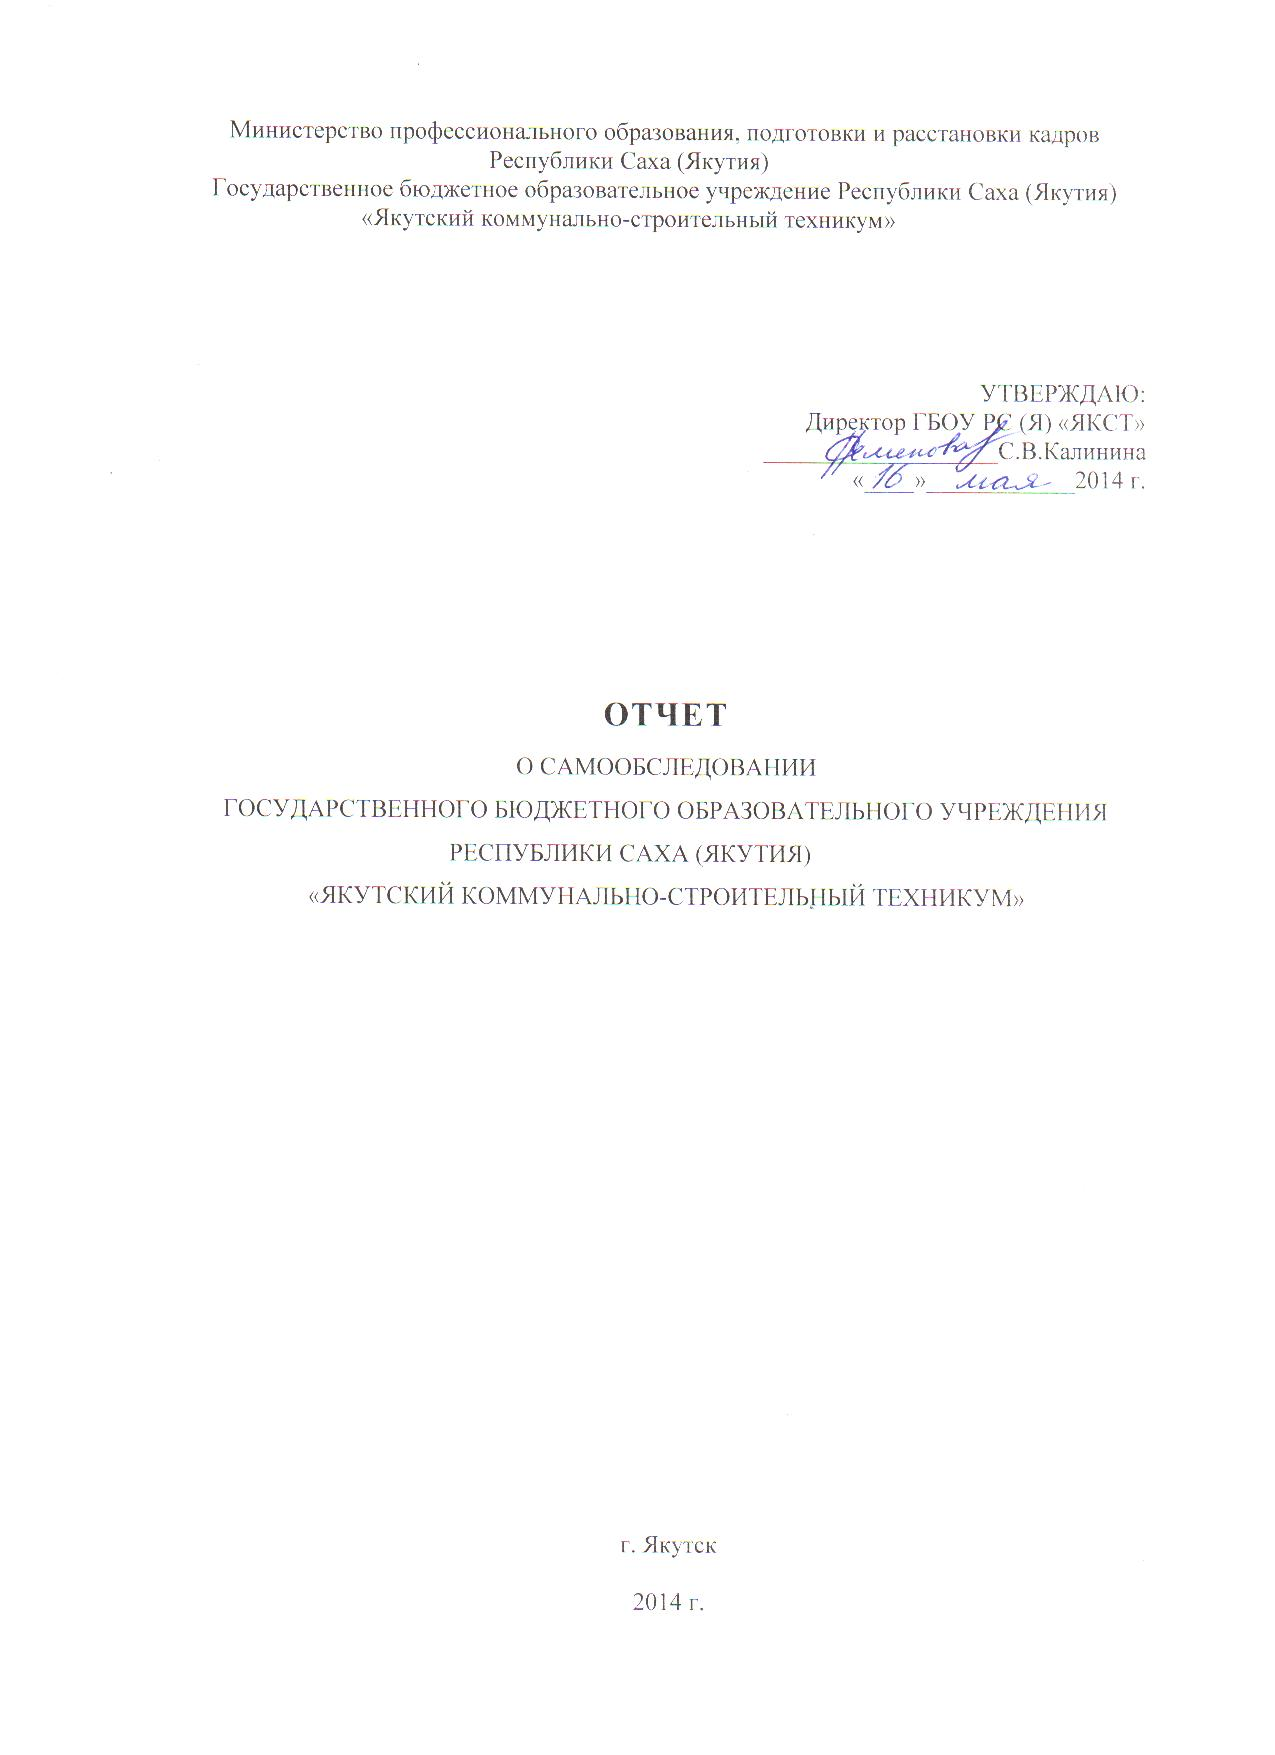 Министерство профессионального образования, подготовки и расстановки кадров
Республики Саха (Якутия)
Государственное бюджетное образовательное учреждение Республики Саха (Якутия)
«Якутский коммунально-строительный техникум»
УТВЕРЖДАЮ:
Директор ГБОУ РС (Я) «ЯКСТ»
С.В.Калинина
«16» мая 2014 г.
ОТЧЕТ
О САМООБСЛЕДОВАНИИ
ГОСУДАРСТВЕННОГО БЮДЖЕТНОГО ОБРАЗОВАТЕЛЬНОГО УЧРЕЖДЕНИЯ
РЕСПУБЛИКИ САХА (ЯКУТИЯ)
«ЯКУТСКИЙ КОММУНАЛЬНО-СТРОИТЕЛЬНЫЙ ТЕХНИКУМ»
г. Якутск
2014 г.